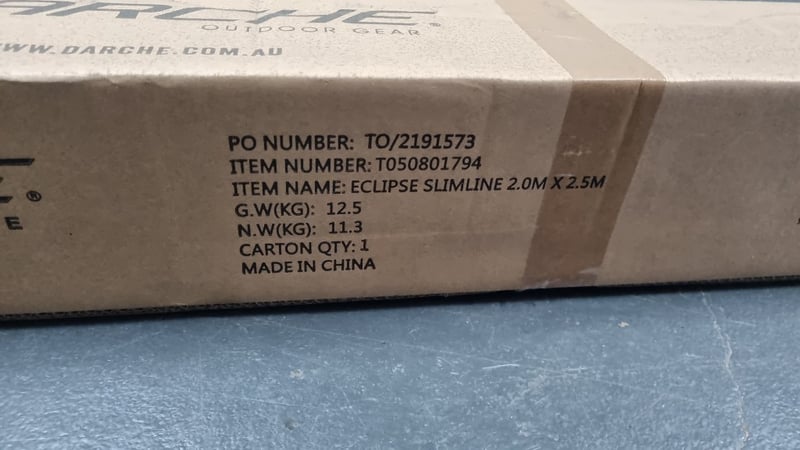 DARCHE®
OUTDOOR GEAR
WWW.DARCHE.COM.AU
PO NUMBER: TO/2191573
ITEM NUMBER: T050801794
ITEM NAME: ECLIPSE SLIMLINE 2.0M X 2.5M
G.W(KG): 12.5
N.W(KG): 11.3
CARTON QTY: 1
MADE IN CHINA